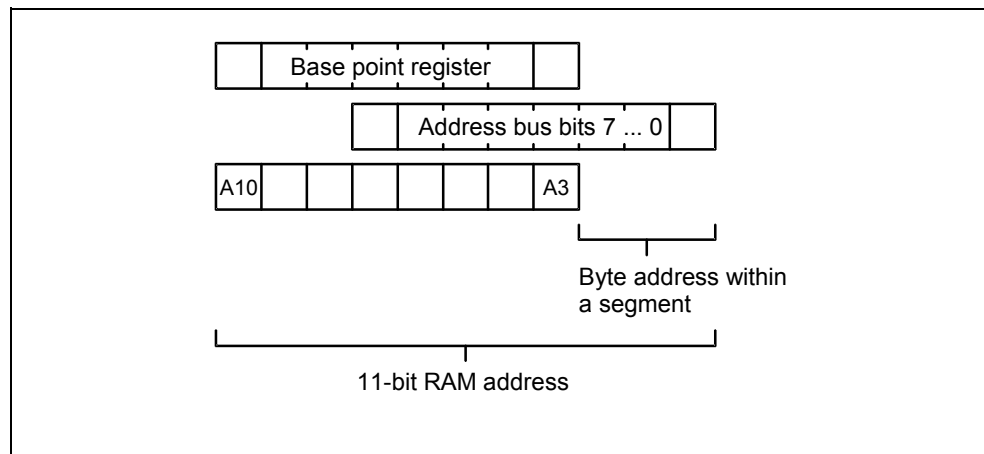 Base point register
Address bus bits 7 ... 0
A10 A3
Byte address within
a segment
11-bit RAM address